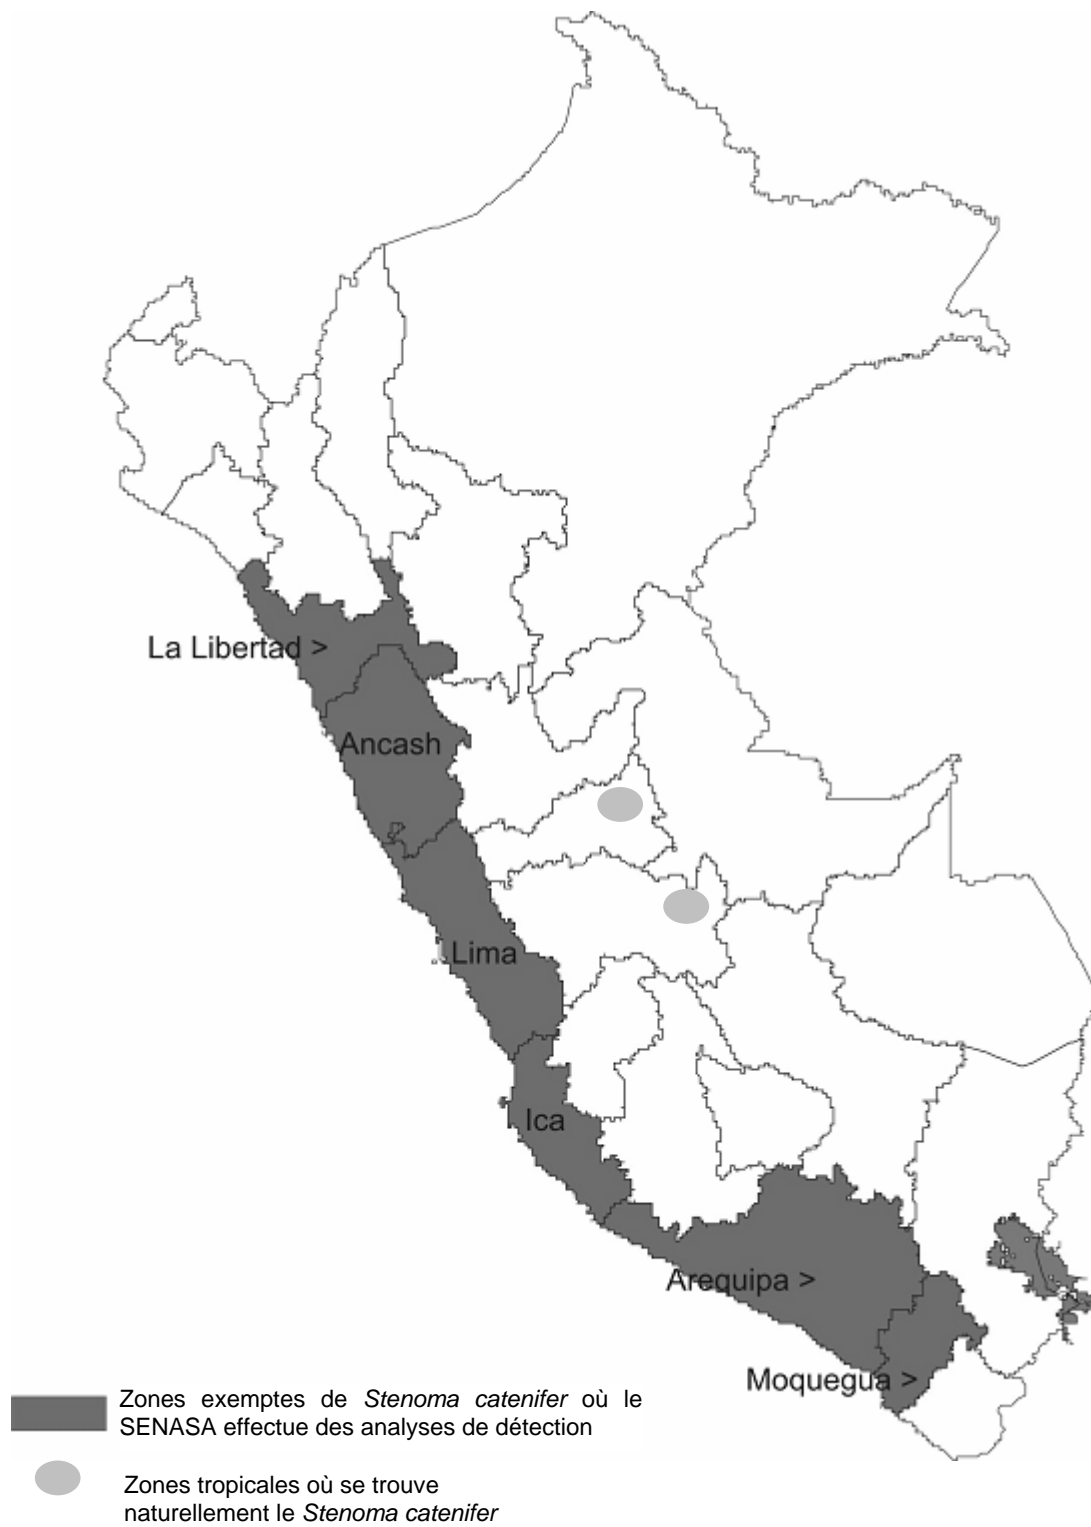 La Libertad >
Ancash
Lima
Ica
Arequipa >
Moquegua >
Zones exemptes de Stenoma catenifer où le
SENASA effectue des analyses de détection
Zones tropicales où se trouve
naturellement le Stenoma catenifer